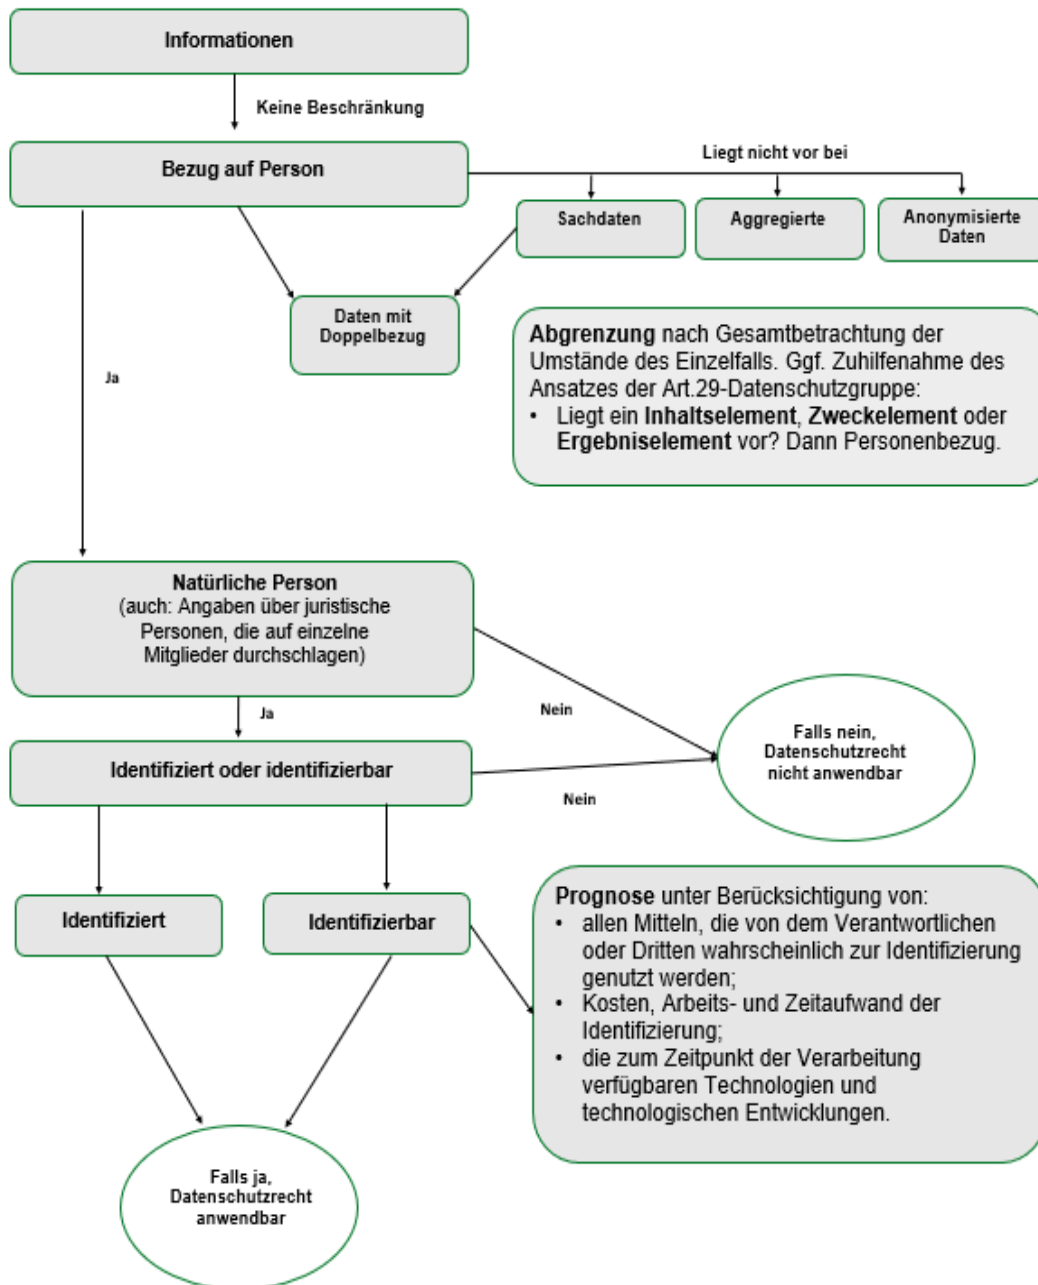 Informationen
Keine Beschränkung
Bezug auf Person
Liegt nicht vor bei
Sachdaten
Aggregierte
Anonymisierte
Daten
Daten mit
Doppelbezug
Abgrenzung nach Gesamtbetrachtung der
Umstände des Einzelfalls. Ggf. Zuhilfenahme des
Ansatzes der Art.29-Datenschutzgruppe:
• Liegt ein Inhaltselement, Zweckelement oder
Ergebniselement vor? Dann Personenbezug.
Ja
Natürliche Person
(auch: Angaben über juristische
Personen, die auf einzelne
Mitglieder durchschlagen)
Ja
Nein
Identifiziert oder identifizierbar
Nein
Falls nein,
Datenschutzrecht
nicht anwendbar
Identifiziert
Identifizierbar
Prognose unter Berücksichtigung von:
• allen Mitteln, die von dem Verantwortlichen
oder Dritten wahrscheinlich zur Identifizierung
genutzt werden;
• Kosten, Arbeits- und Zeitaufwand der
Identifizierung;
• die zum Zeitpunkt der Verarbeitung
verfügbaren Technologien und
technologischen Entwicklungen.
Falls ja,
Datenschutzrecht
anwendbar